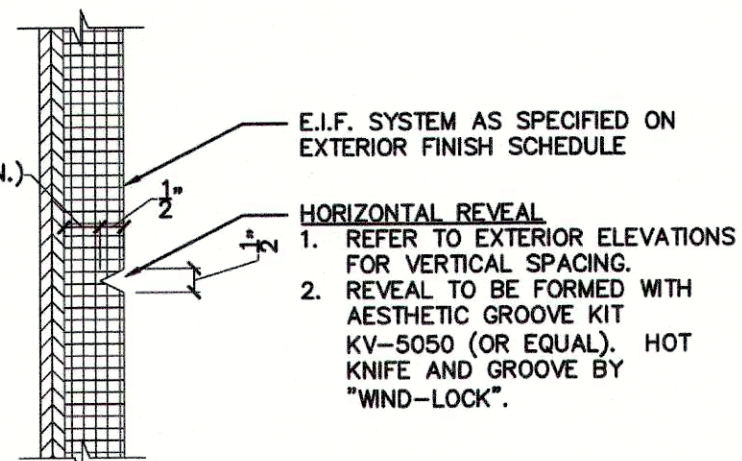 E.I.F. SYSTEM AS SPECIFIED ON
EXTERIOR FINISH SCHEDULE
N.)
1/2"
1/2"
HORIZONTAL REVEAL
1. REFER TO EXTERIOR ELEVATIONS
FOR VERTICAL SPACING.
2. REVEAL TO BE FORMED WITH
AESTHETIC GROOVE KIT
KV-5050 (OR EQUAL). HOT
KNIFE AND GROOVE BY
"WIND-LOCK".